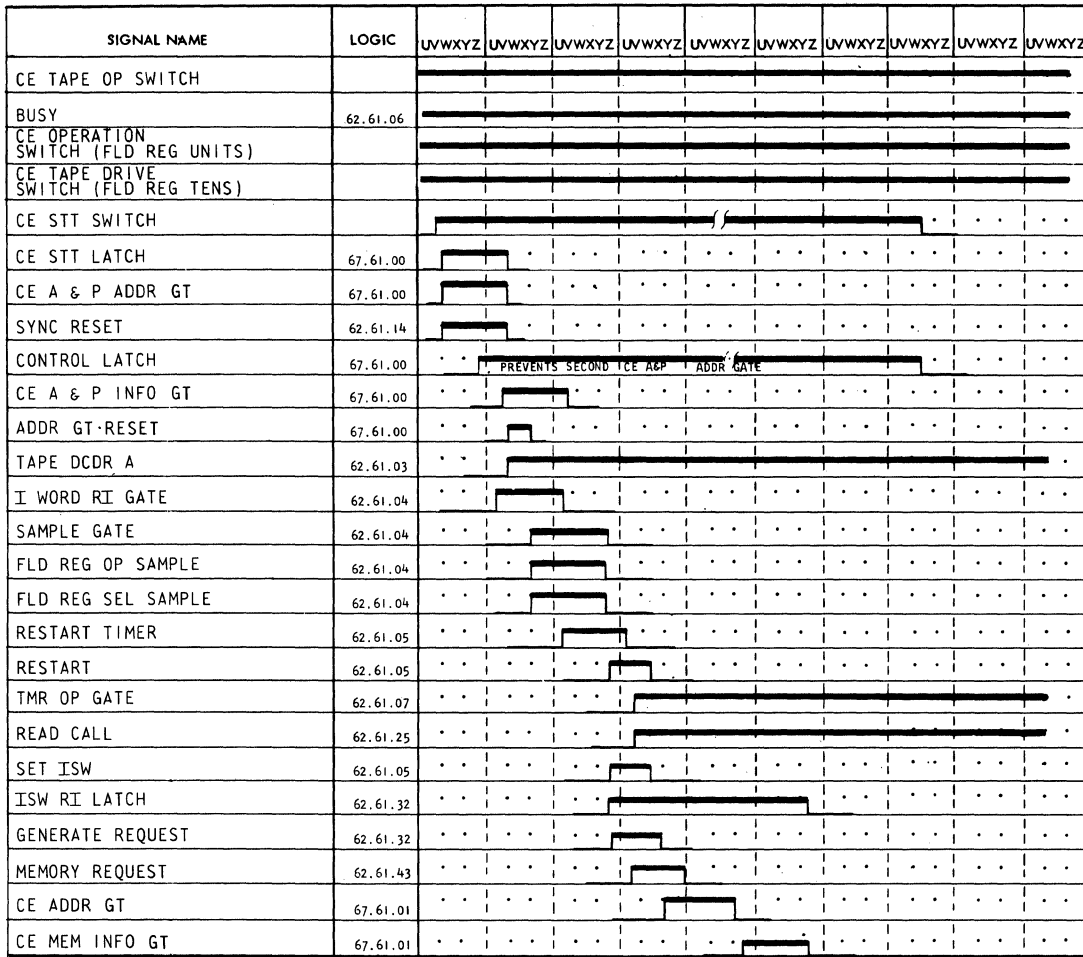 SIGNAL NAME LOGIC UVWXYZ UVWXYZ UVWXYZ UVWXYZ UVWXYZ UVWXYZ UVWXYZ UVWXYZ UVWXYZ UVWXYZ
CE TAPE OP SWITCH
BUSY 62.61.06
CE OPERATION
SWITCH (FLD REG UNITS)
CE TAPE DRIVE
SWITCH (FLD REG TENS)
CE STT SWITCH
CE STT LATCH 67.61.00
CE A & P ADDR GT 67.61.00
SYNC RESET 62.61.14
CONTROL LATCH 67.61.00 PREVENTS SECOND CE A&P ADDR GATE
CE A & P INFO GT 67.61.00
ADDR GT·RESET 67.61.00
TAPE DCDR A 62.61.03
I WORD RI GATE 62.61.04
SAMPLE GATE 62.61.04
FLD REG OP SAMPLE 62.61.04
FLD REG SEL SAMPLE 62.61.04
RESTART TIMER 62.61.05
RESTART 62.61.05
TMR OP GATE 62.61.07
READ CALL 62.61.25
SET ISW 62.61.05
ISW RI LATCH 62.61.32
GENERATE REQUEST 62.61.32
MEMORY REQUEST 62.61.43
CE ADDR GT 67.61.01
CE MEM INFO GT 67.61.01